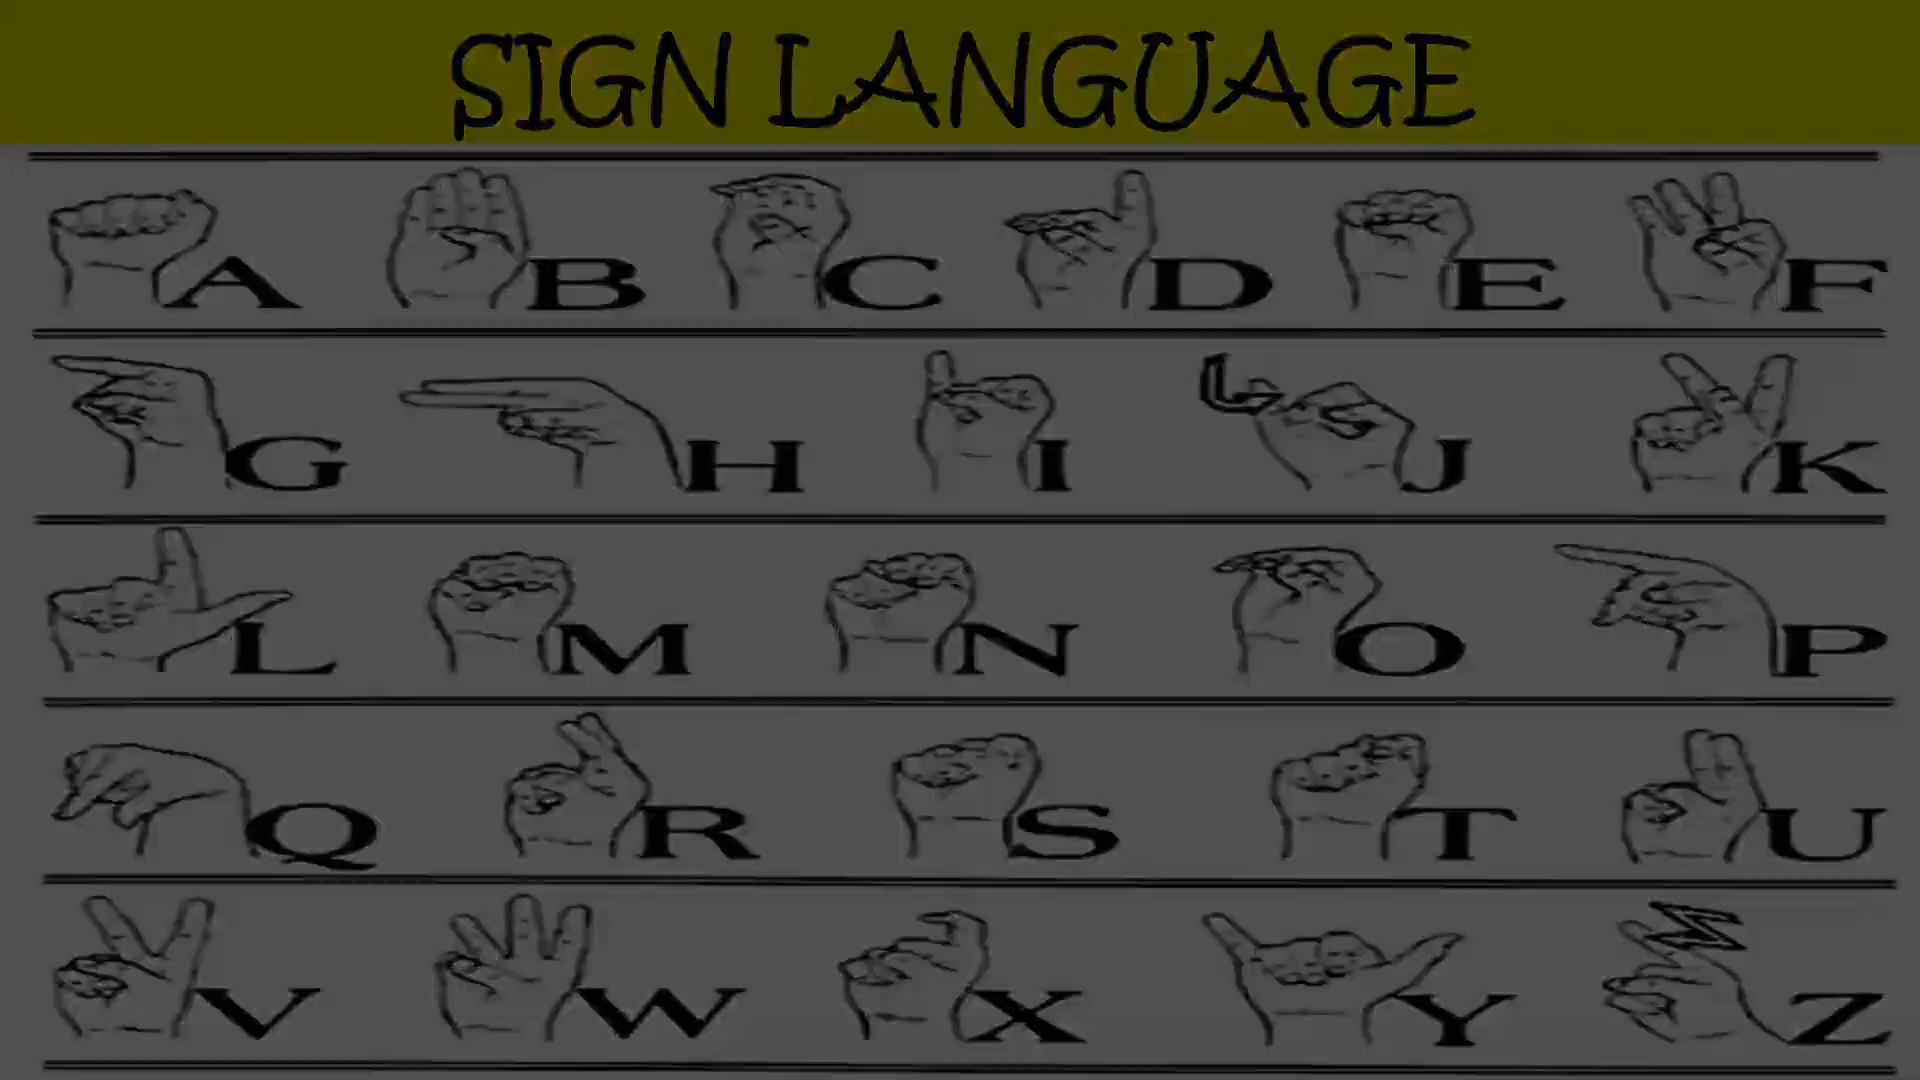 SIGN LANGUAGE
A B C D E F
G H I J K
L M N O P
Q R S T U
V W X Y Z